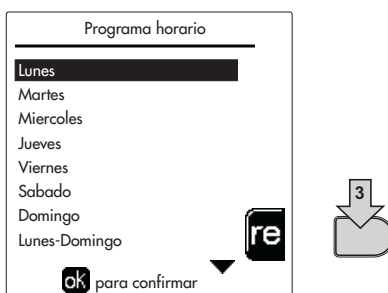 Programa horario
Lunes
Martes
Miercoles
Jueves
Viernes
Sabado
Domingo
Lunes-Domingo
re
ok para confirmar
3